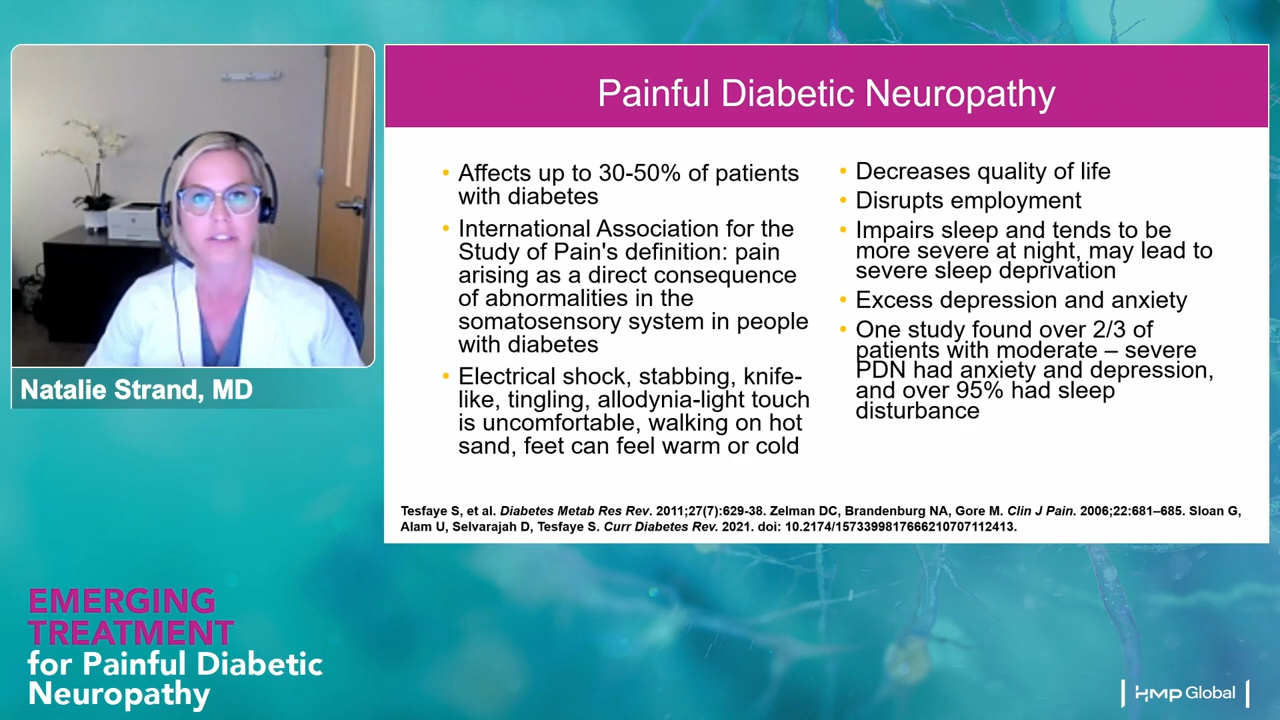 Painful Diabetic Neuropathy
• Affects up to 30-50% of patients
with diabetes
• International Association for the
Study of Pain's definition: pain
arising as a direct consequence
of abnormalities in the
somatosensory system in people
with diabetes
• Electrical shock, stabbing, knife-
like, tingling, allodynia-light touch
is uncomfortable, walking on hot
sand, feet can feel warm or cold
• Decreases quality of life
• Disrupts employment
• Impairs sleep and tends to be
more severe at night, may lead to
severe sleep deprivation
• Excess depression and anxiety
• One study found over 2/3 of
patients with moderate – severe
PDN had anxiety and depression,
and over 95% had sleep
disturbance
Tesfaye S, et al. Diabetes Metab Res Rev. 2011;27(7):629-38. Zelman DC, Brandenburg NA, Gore M. Clin J Pain. 2006;22:681–685. Sloan G,
Alam U, Selvarajah D, Tesfaye S. Curr Diabetes Rev. 2021. doi: 10.2174/1573399817666210707112413.
Natalie Strand, MD
EMERGING
TREATMENT
for Painful Diabetic
Neuropathy
HMP Global